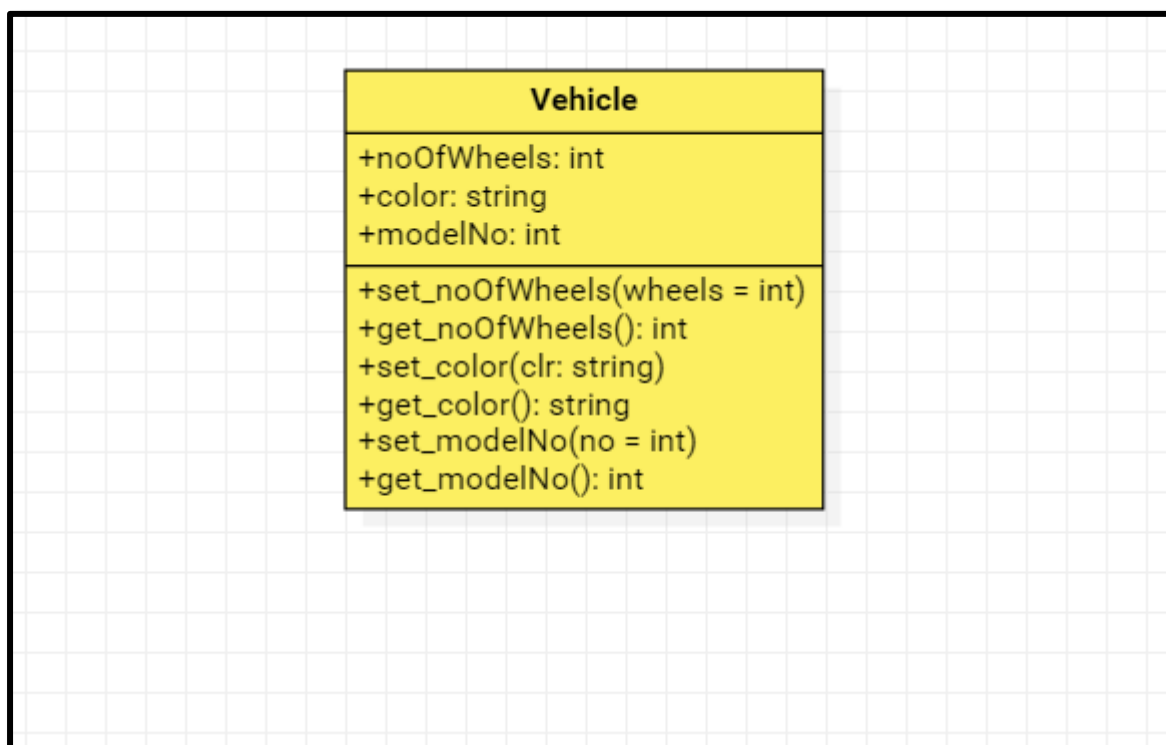 Vehicle
+noOfWheels: int
+color: string
+modelNo: int
+set_noOfWheels(wheels = int)
+get_noOfWheels(): int
+set_color(clr: string)
+get_color(): string
+set_modelNo(no = int)
+get_modelNo(): int